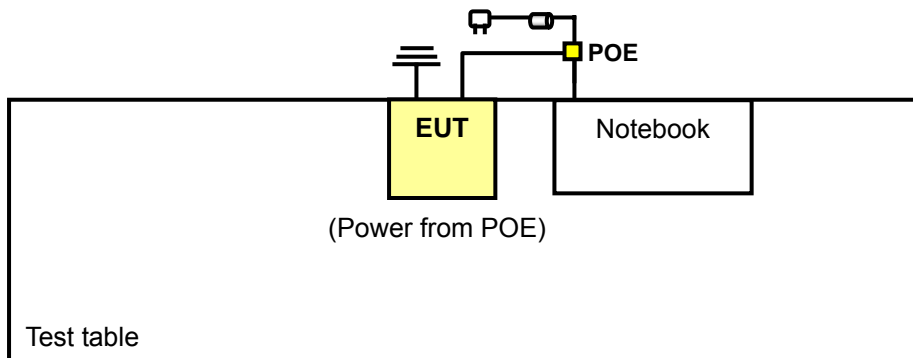 POE
EUT
Notebook
(Power from POE)
Test table